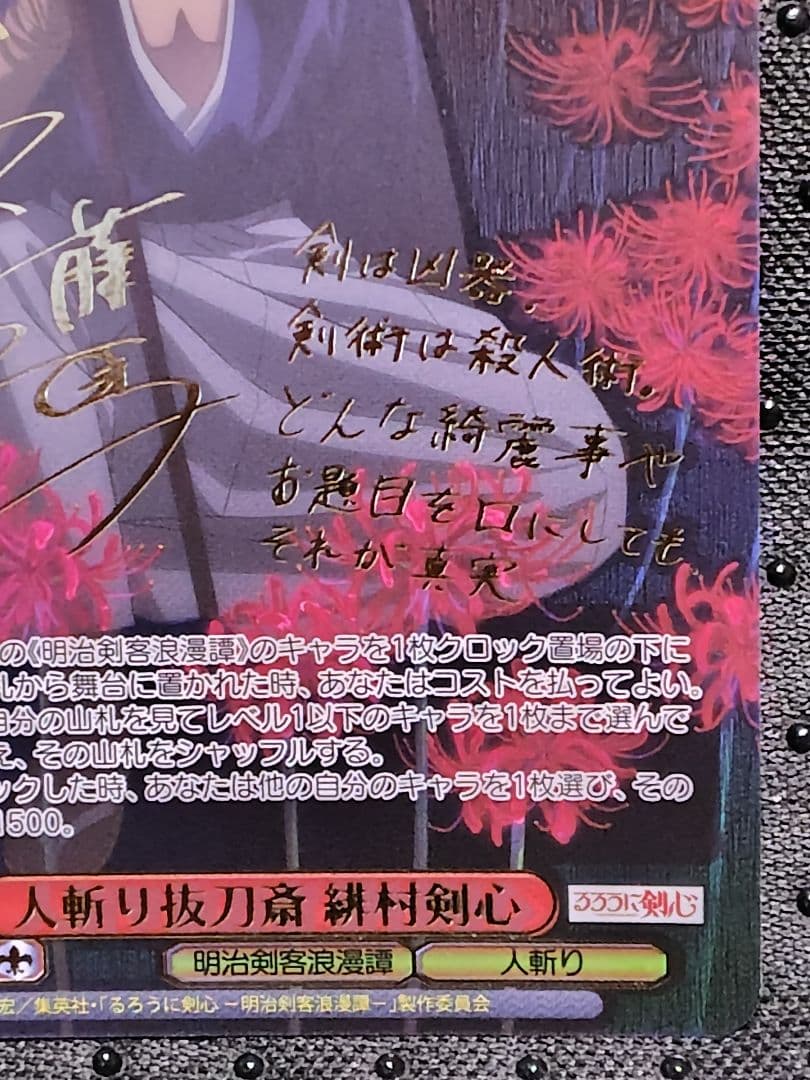 剣は凶器。
剣術は殺人術。
どんな綺麗事や
お題目を口にしても
それが真実
の《明治剣客浪漫譚》のキャラを1枚クロック置場の下に
札から舞台に置かれた時、あなたはコストを払ってよい。
自分の山札を見てレベル1以下のキャラを1枚まで選んで
え、その山札をシャッフルする。
ックした時、あなたは他の自分のキャラを1枚選び、その
1500。
人斬り抜刀斎 緋村剣心
るろうに剣心
明治剣客浪漫譚
人斬り
宏／集英社・「るろうに剣心 －明治剣客浪漫譚－」製作委員会